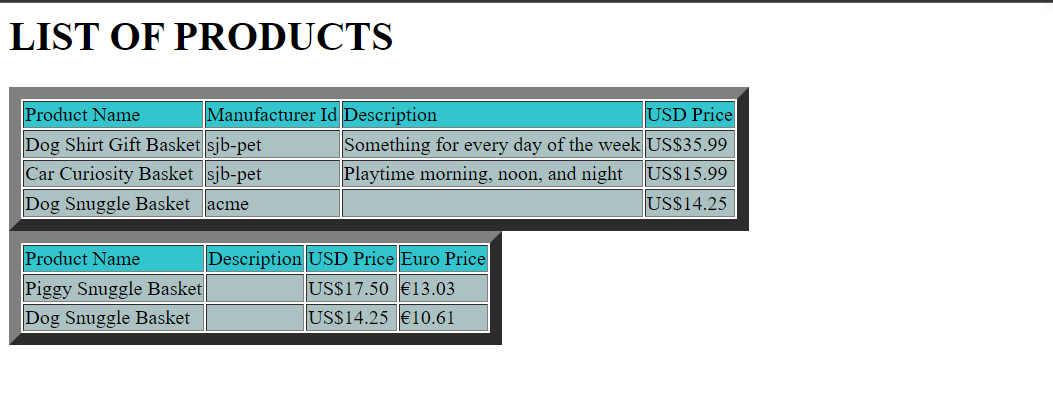 LIST OF PRODUCTS
Product Name Manufacturer Id Description USD Price
Dog Shirt Gift Basket sjb-pet Something for every day of the week US$35.99
Car Curiosity Basket sjb-pet Playtime morning, noon, and night US$15.99
Dog Snuggle Basket acme US$14.25
Product Name Description USD Price Euro Price
Piggy Snuggle Basket US$17.50 €13.03
Dog Snuggle Basket US$14.25 €10.61